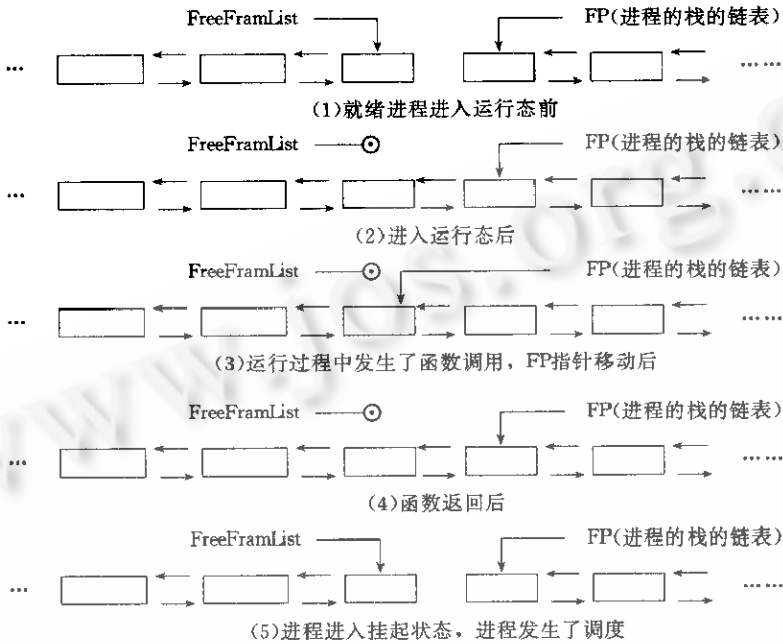 FreeFramList FP(进程的栈的链表)
… ……
(1)就绪进程进入运行态前
FreeFramList FP(进程的栈的链表)
… ……
(2)进入运行态后
FreeFramList FP(进程的栈的链表)
… ……
(3)运行过程中发生了函数调用，FP指针移动后
FreeFramList FP(进程的栈的链表)
… ……
(4)函数返回后
FreeFramList FP(进程的栈的链表)
… ……
(5)进程进入挂起状态，进程发生了调度
www.jos.org.c